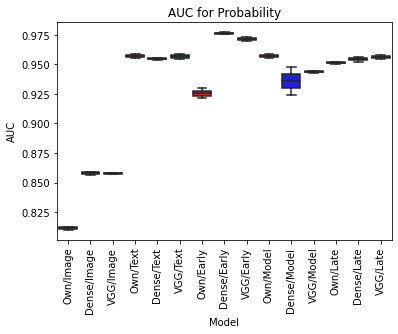 AUC for Probability
AUC
0.975
0.950
0.925
0.900
0.875
0.850
0.825
Own/Image
Dense/Image
VGG/Image
Own/Text
Dense/Text
VGG/Text
Own/Early
Dense/Early
VGG/Early
Own/Model
Dense/Model
VGG/Model
Own/Late
Dense/Late
VGG/Late
Model